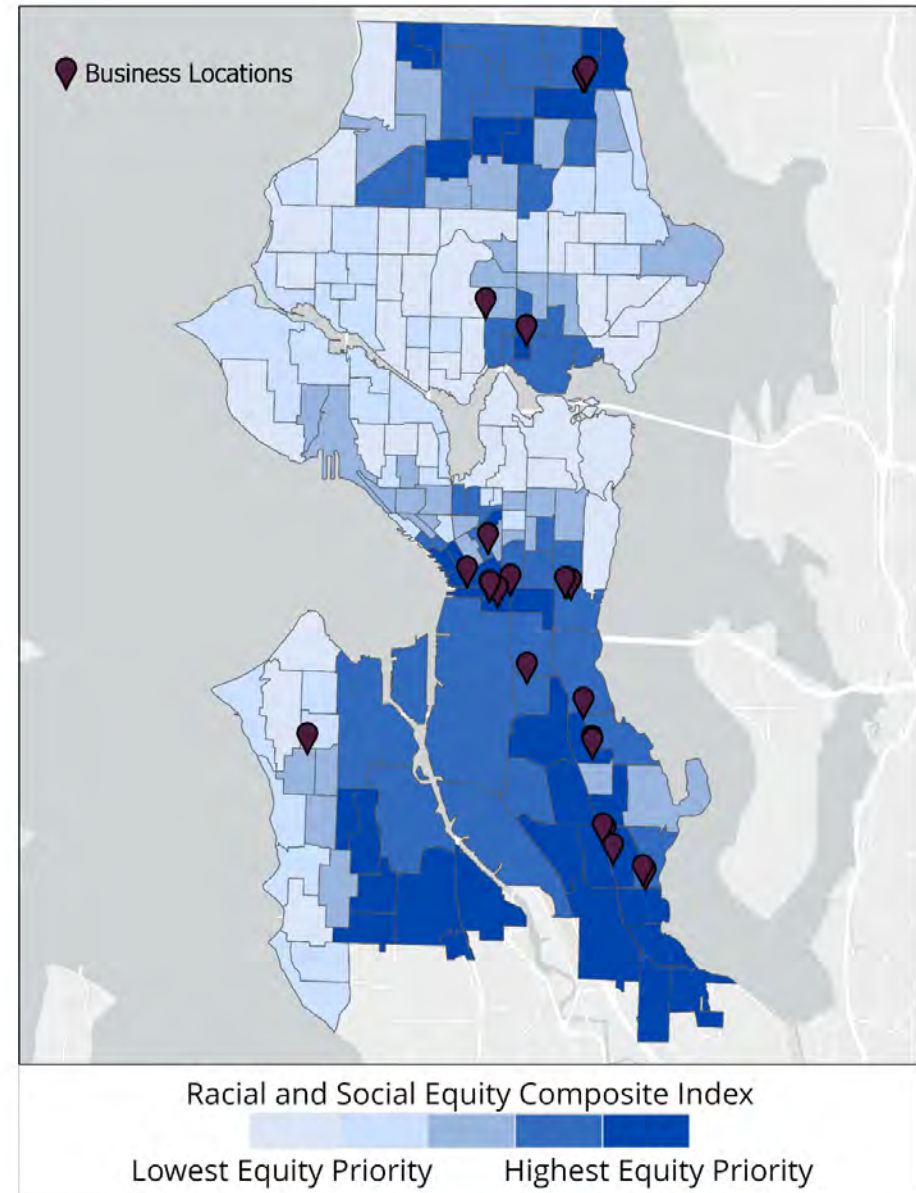 Business Locations
Racial and Social Equity Composite Index
Lowest Equity Priority Highest Equity Priority